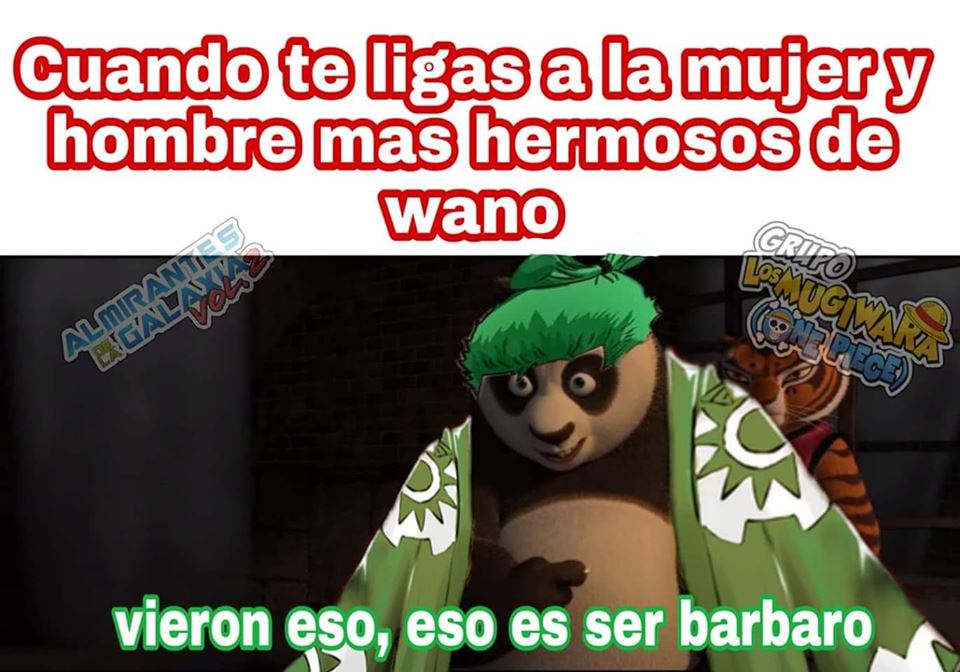 Cuando te ligas a la mujer y
hombre mas hermosos de
wano
ALMIRANTES
DE LA GALAXIA
VOL. 2
GRUPO
LOS MUGIWARA
(ONE PIECE)
vieron eso, eso es ser barbaro